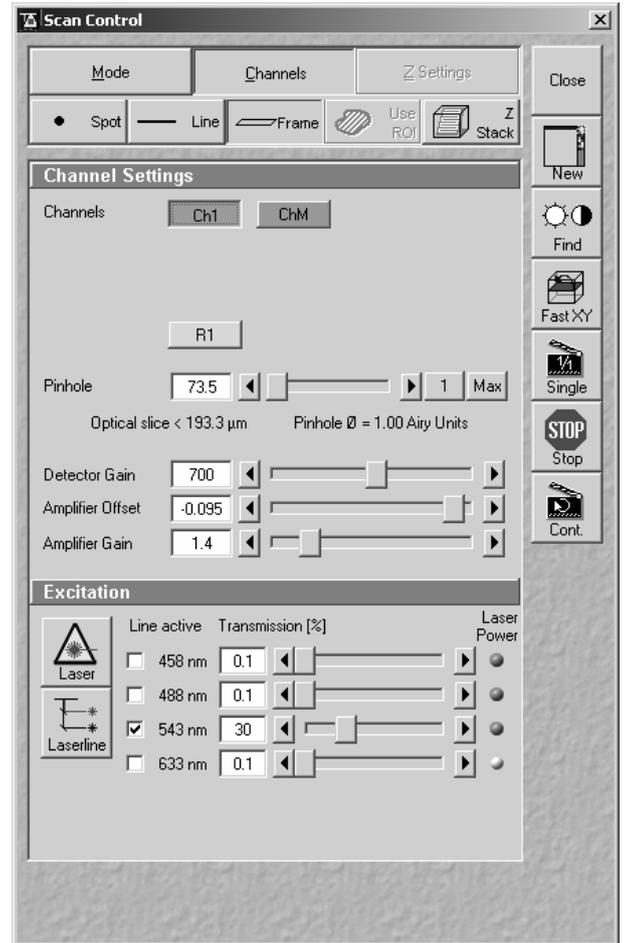 Scan Control
Mode Channels Z Settings Close
Spot Line Frame Use ROI Z Stack
New
Channel Settings
Channels Ch1 ChM
Find
R1
Fast XY
Pinhole 73.5 1 Max
1/1
Single
Optical slice < 193.3 µm Pinhole Ø = 1.00 Airy Units
STOP
Stop
Detector Gain 700
Amplifier Offset -0.095
Cont.
Amplifier Gain 1.4
Excitation
Line active Transmission [%] Laser Power
Laser
458 nm 0.1
488 nm 0.1
Laserline
543 nm 30
633 nm 0.1